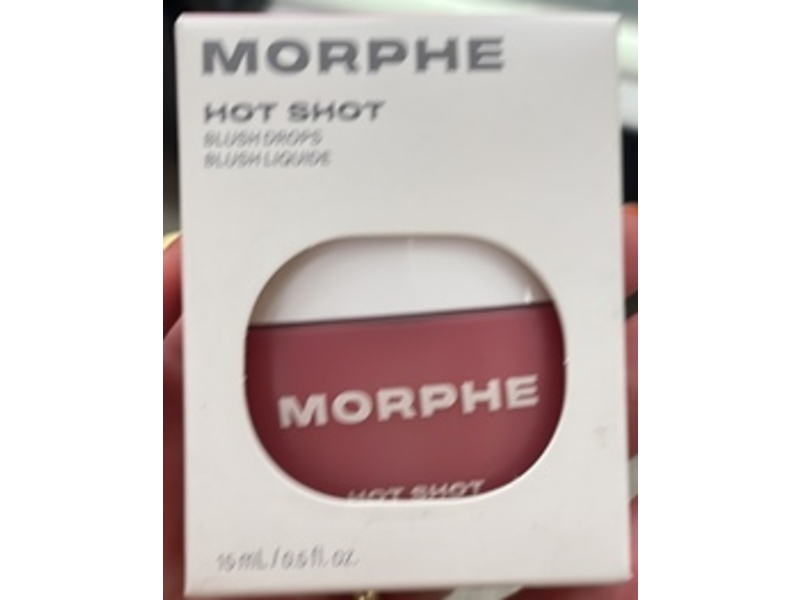 MORPHE
HOT SHOT
BLUSH DROPS
BLUSH LIQUIDE
MORPHE
HOT SHOT
15 mL / 0.5 fl. oz.